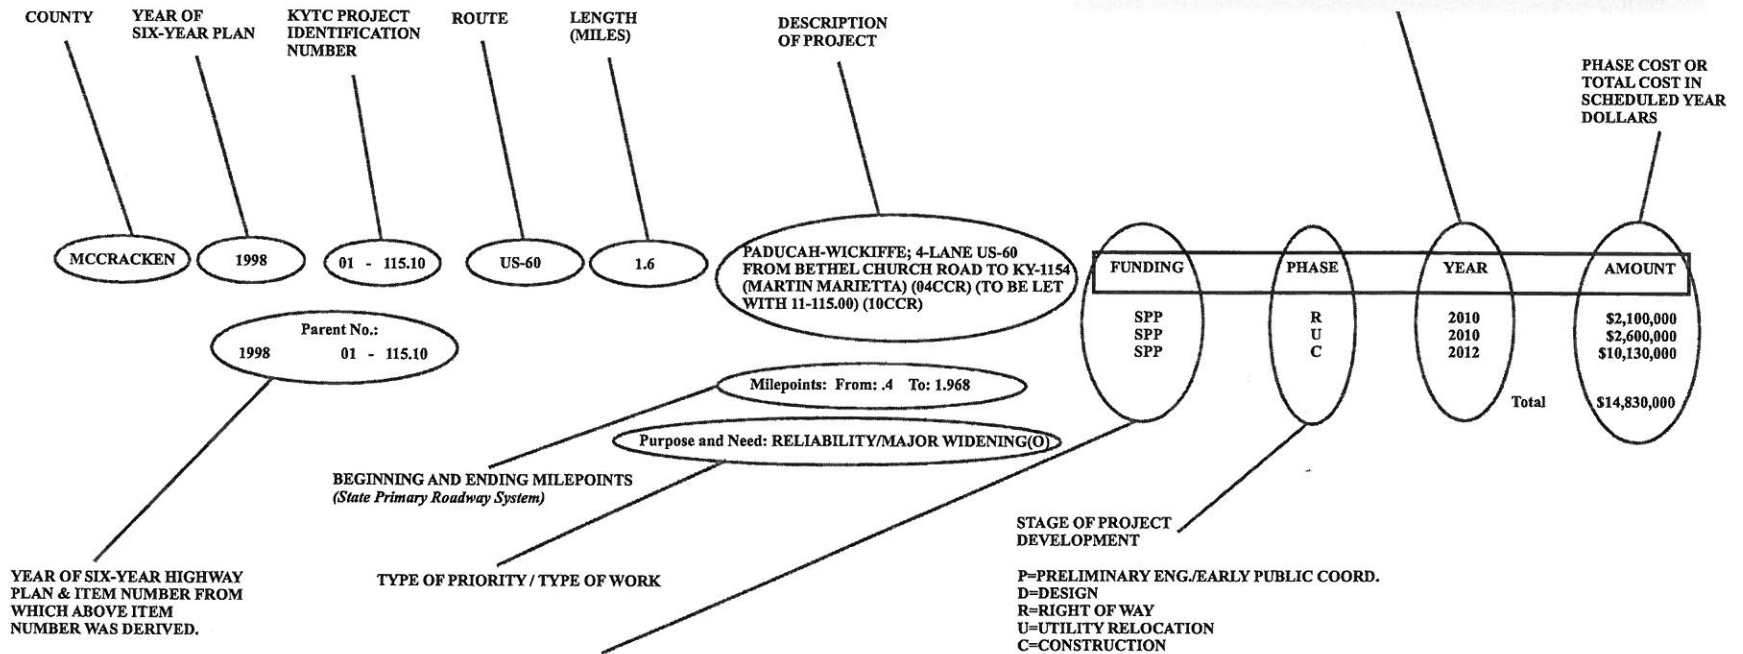 COUNTY
YEAR OF
SIX-YEAR PLAN
KYTC PROJECT
IDENTIFICATION
NUMBER
ROUTE
LENGTH
(MILES)
DESCRIPTION
OF PROJECT
PHASE COST OR
TOTAL COST IN
SCHEDULED YEAR
DOLLARS
MCCRACKEN
1998
01 - 115.10
US-60
1.6
PADUCAH-WICKIFFE; 4-LANE US-60
FROM BETHEL CHURCH ROAD TO KY-1154
(MARTIN MARIETTA) (04CCR) (TO BE LET
WITH 11-115.00) (10CCR)
FUNDING PHASE YEAR AMOUNT
SPP R 2010 $2,100,000
SPP U 2010 $2,600,000
SPP C 2012 $10,130,000
Total $14,830,000
Parent No.:
1998 01 - 115.10
Milepoints: From: .4 To: 1.968
Purpose and Need: RELIABILITY/MAJOR WIDENING(O)
BEGINNING AND ENDING MILEPOINTS
(State Primary Roadway System)
TYPE OF PRIORITY / TYPE OF WORK
YEAR OF SIX-YEAR HIGHWAY
PLAN & ITEM NUMBER FROM
WHICH ABOVE ITEM
NUMBER WAS DERIVED.
STAGE OF PROJECT
DEVELOPMENT
P=PRELIMINARY ENG./EARLY PUBLIC COORD.
D=DESIGN
R=RIGHT OF WAY
U=UTILITY RELOCATION
C=CONSTRUCTION